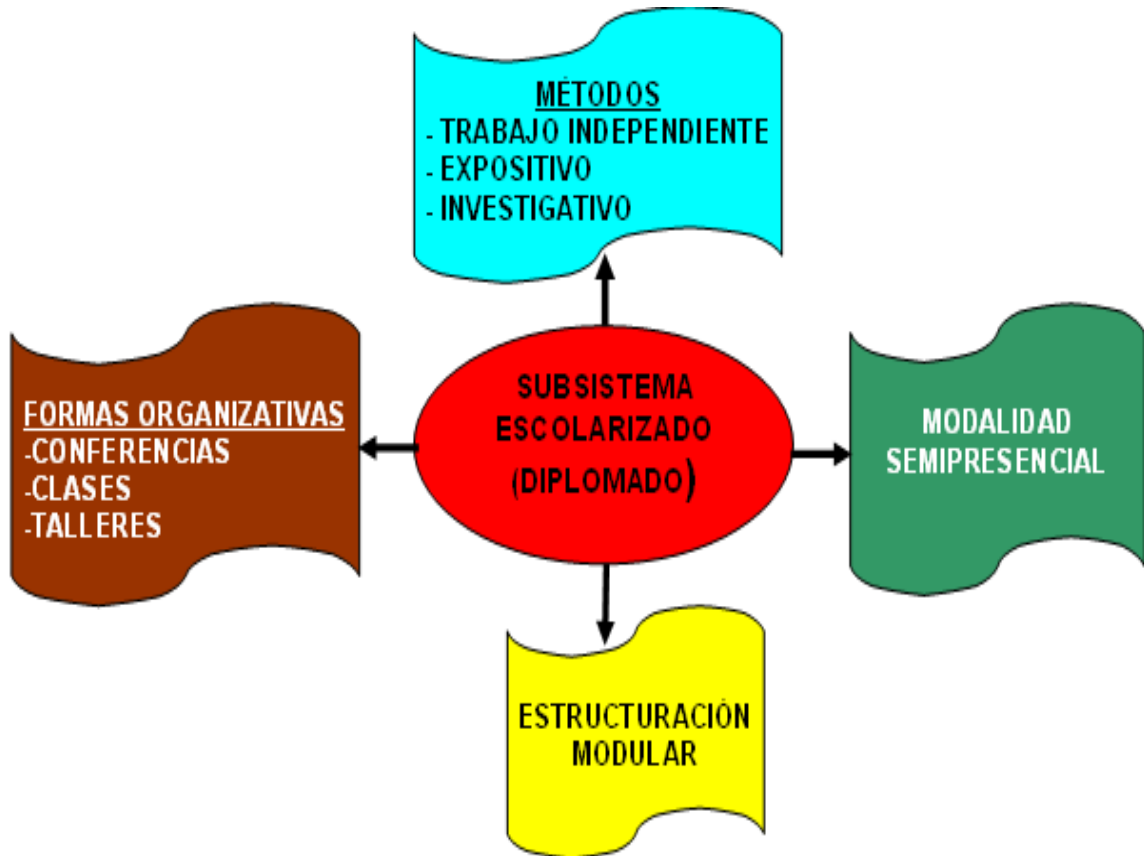 MÉTODOS
- TRABAJO INDEPENDIENTE
- EXPOSITIVO
- INVESTIGATIVO
FORMAS ORGANIZATIVAS
-CONFERENCIAS
-CLASES
-TALLERES
SUBSISTEMA
ESCOLARIZADO
(DIPLOMADO)
MODALIDAD
SEMIPRESENCIAL
ESTRUCTURACIÓN
MODULAR